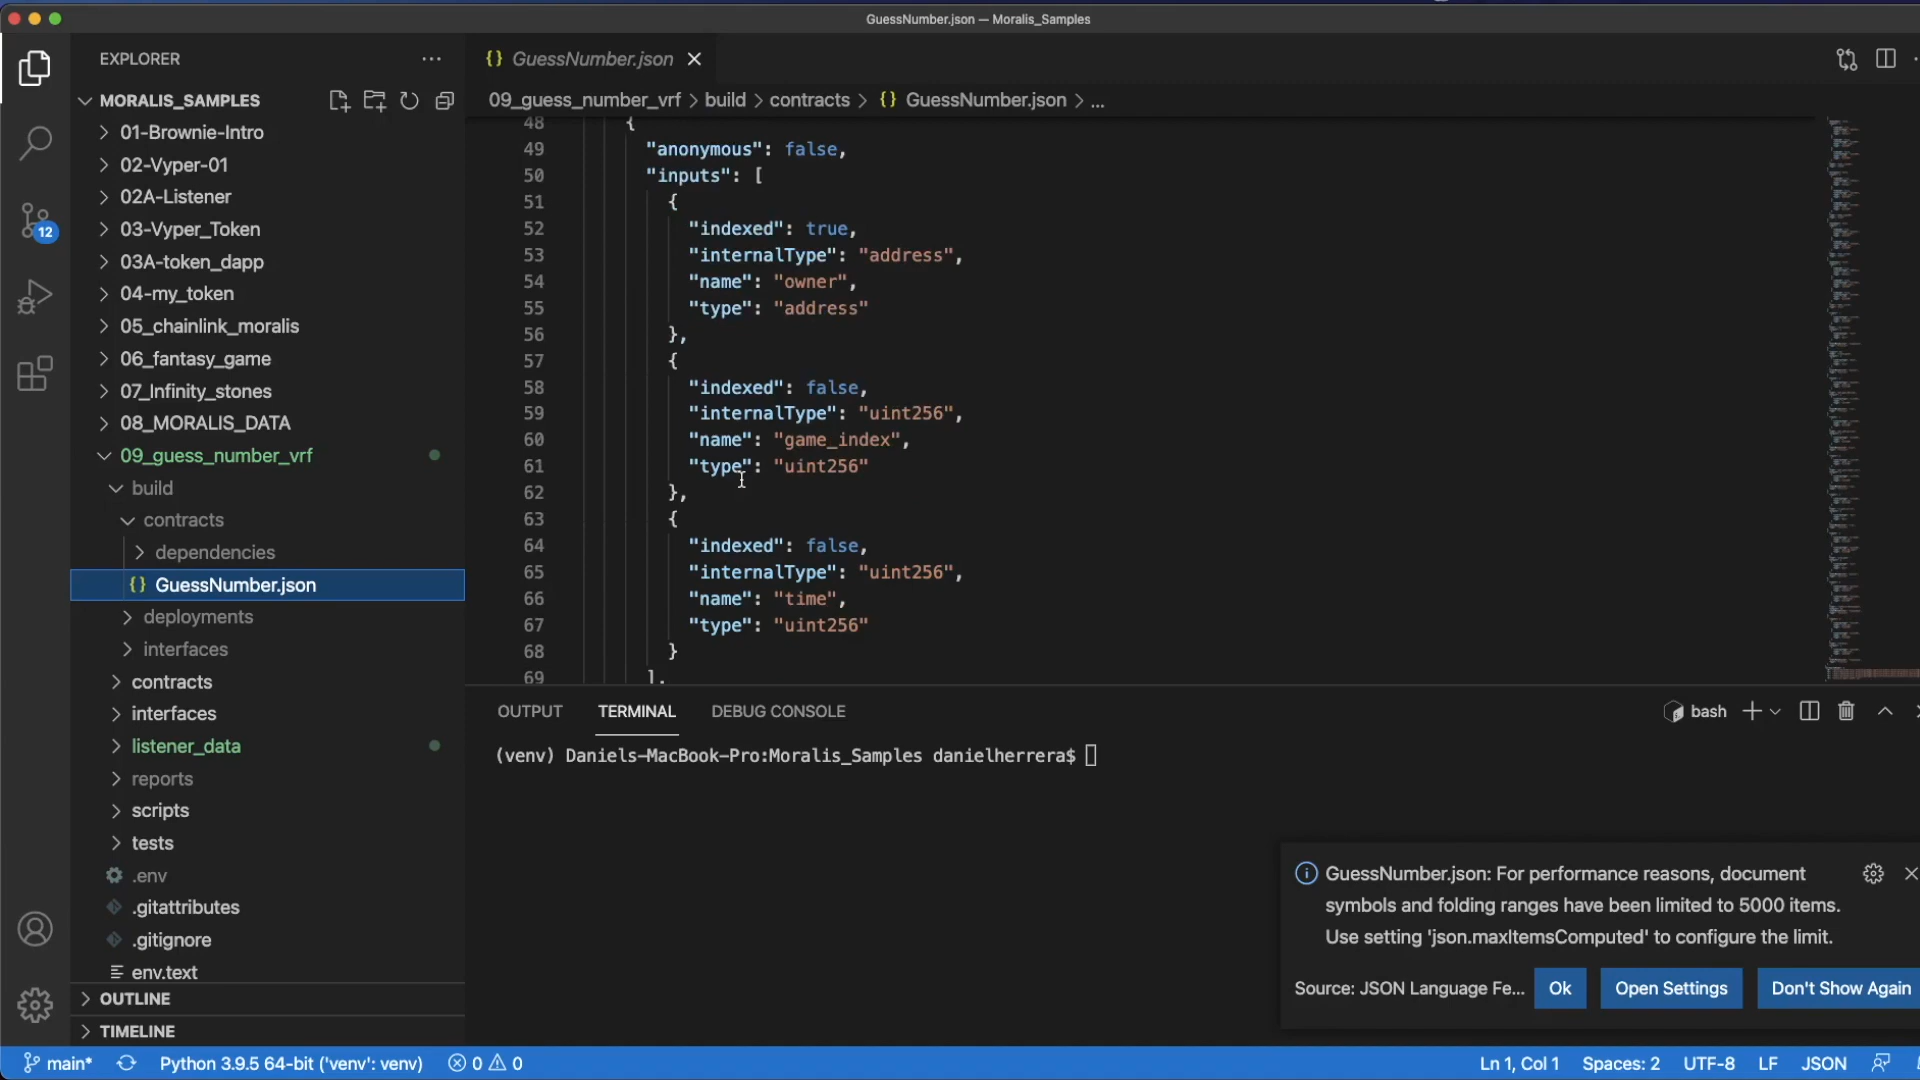 GuessNumber.json — Moralis_Samples
EXPLORER
MORALIS_SAMPLES
01-Brownie-Intro
02-Vyper-01
02A-Listener
03-Vyper_Token
03A-token_dapp
04-my_token
05_chainlink_moralis
06_fantasy_game
07_Infinity_stones
08_MORALIS_DATA
09_guess_number_vrf
build
contracts
dependencies
{} GuessNumber.json
deployments
interfaces
contracts
interfaces
listener_data
reports
scripts
tests
.env
.gitattributes
.gitignore
env.text
OUTLINE
TIMELINE
12
{} GuessNumber.json
09_guess_number_vrf > build > contracts > {} GuessNumber.json > ...
48 {
49 "anonymous": false,
50 "inputs": [
51 {
52 "indexed": true,
53 "internalType": "address",
54 "name": "owner",
55 "type": "address"
56 },
57 {
58 "indexed": false,
59 "internalType": "uint256",
60 "name": "game_index",
61 "type": "uint256"
62 },
63 {
64 "indexed": false,
65 "internalType": "uint256",
66 "name": "time",
67 "type": "uint256"
68 }
69 ],
OUTPUT TERMINAL DEBUG CONSOLE
bash
(venv) Daniels-MacBook-Pro:Moralis_Samples danielherrera$
GuessNumber.json: For performance reasons, document
symbols and folding ranges have been limited to 5000 items.
Use setting 'json.maxItemsComputed' to configure the limit.
Source: JSON Language Fe... Ok Open Settings Don't Show Again
main* Python 3.9.5 64-bit ('venv': venv) 0 0 Ln 1, Col 1 Spaces: 2 UTF-8 LF JSON